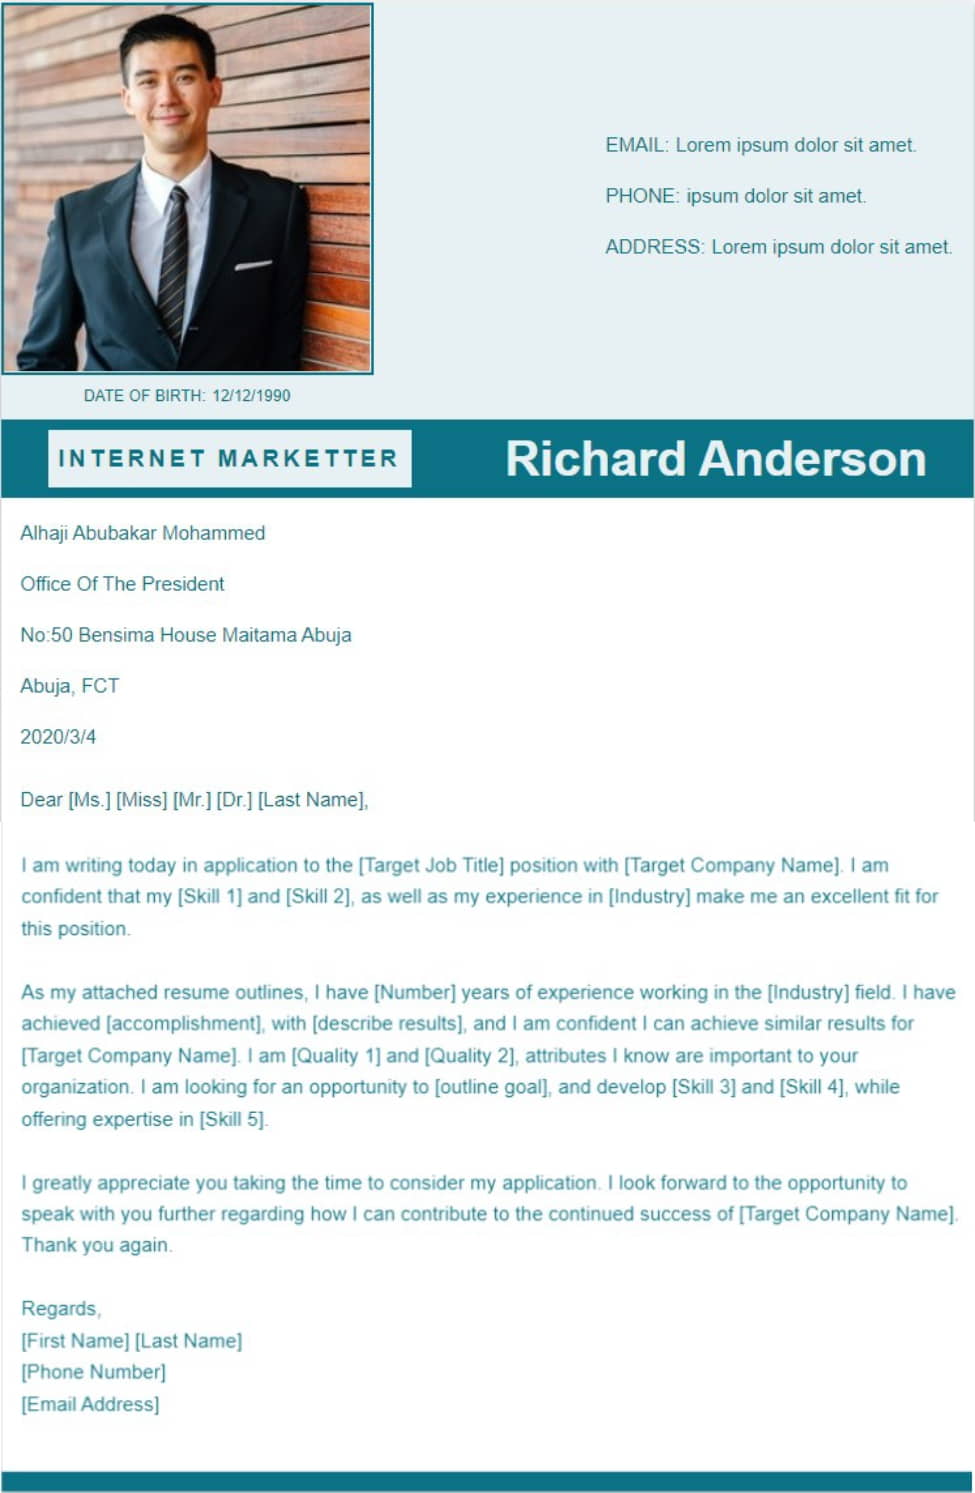 EMAIL: Lorem ipsum dolor sit amet.
PHONE: ipsum dolor sit amet.
ADDRESS: Lorem ipsum dolor sit amet.
DATE OF BIRTH: 12/12/1990
INTERNET MARKETTER
Richard Anderson
Alhaji Abubakar Mohammed
Office Of The President
No:50 Bensima House Maitama Abuja
Abuja, FCT
2020/3/4
Dear [Ms.] [Miss] [Mr.] [Dr.] [Last Name],
I am writing today in application to the [Target Job Title] position with [Target Company Name]. I am
confident that my [Skill 1] and [Skill 2], as well as my experience in [Industry] make me an excellent fit for
this position.
As my attached resume outlines, I have [Number] years of experience working in the [Industry] field. I have
achieved [accomplishment], with [describe results], and I am confident I can achieve similar results for
[Target Company Name]. I am [Quality 1] and [Quality 2], attributes I know are important to your
organization. I am looking for an opportunity to [outline goal], and develop [Skill 3] and [Skill 4], while
offering expertise in [Skill 5].
I greatly appreciate you taking the time to consider my application. I look forward to the opportunity to
speak with you further regarding how I can contribute to the continued success of [Target Company Name].
Thank you again.
Regards,
[First Name] [Last Name]
[Phone Number]
[Email Address]